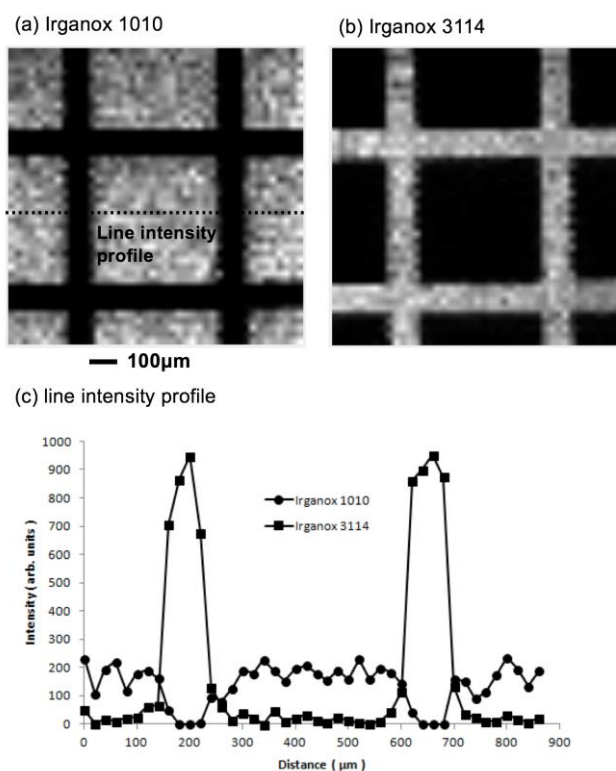 (a) Irganox 1010
(b) Irganox 3114
Line intensity
profile
100μm
(c) line intensity profile
Intensity ( arb. units )
1000
900
800
700
600
500
400
300
200
100
0
Irganox 1010
Irganox 3114
0
100
200
300
400
500
600
700
800
900
Distance ( μm )